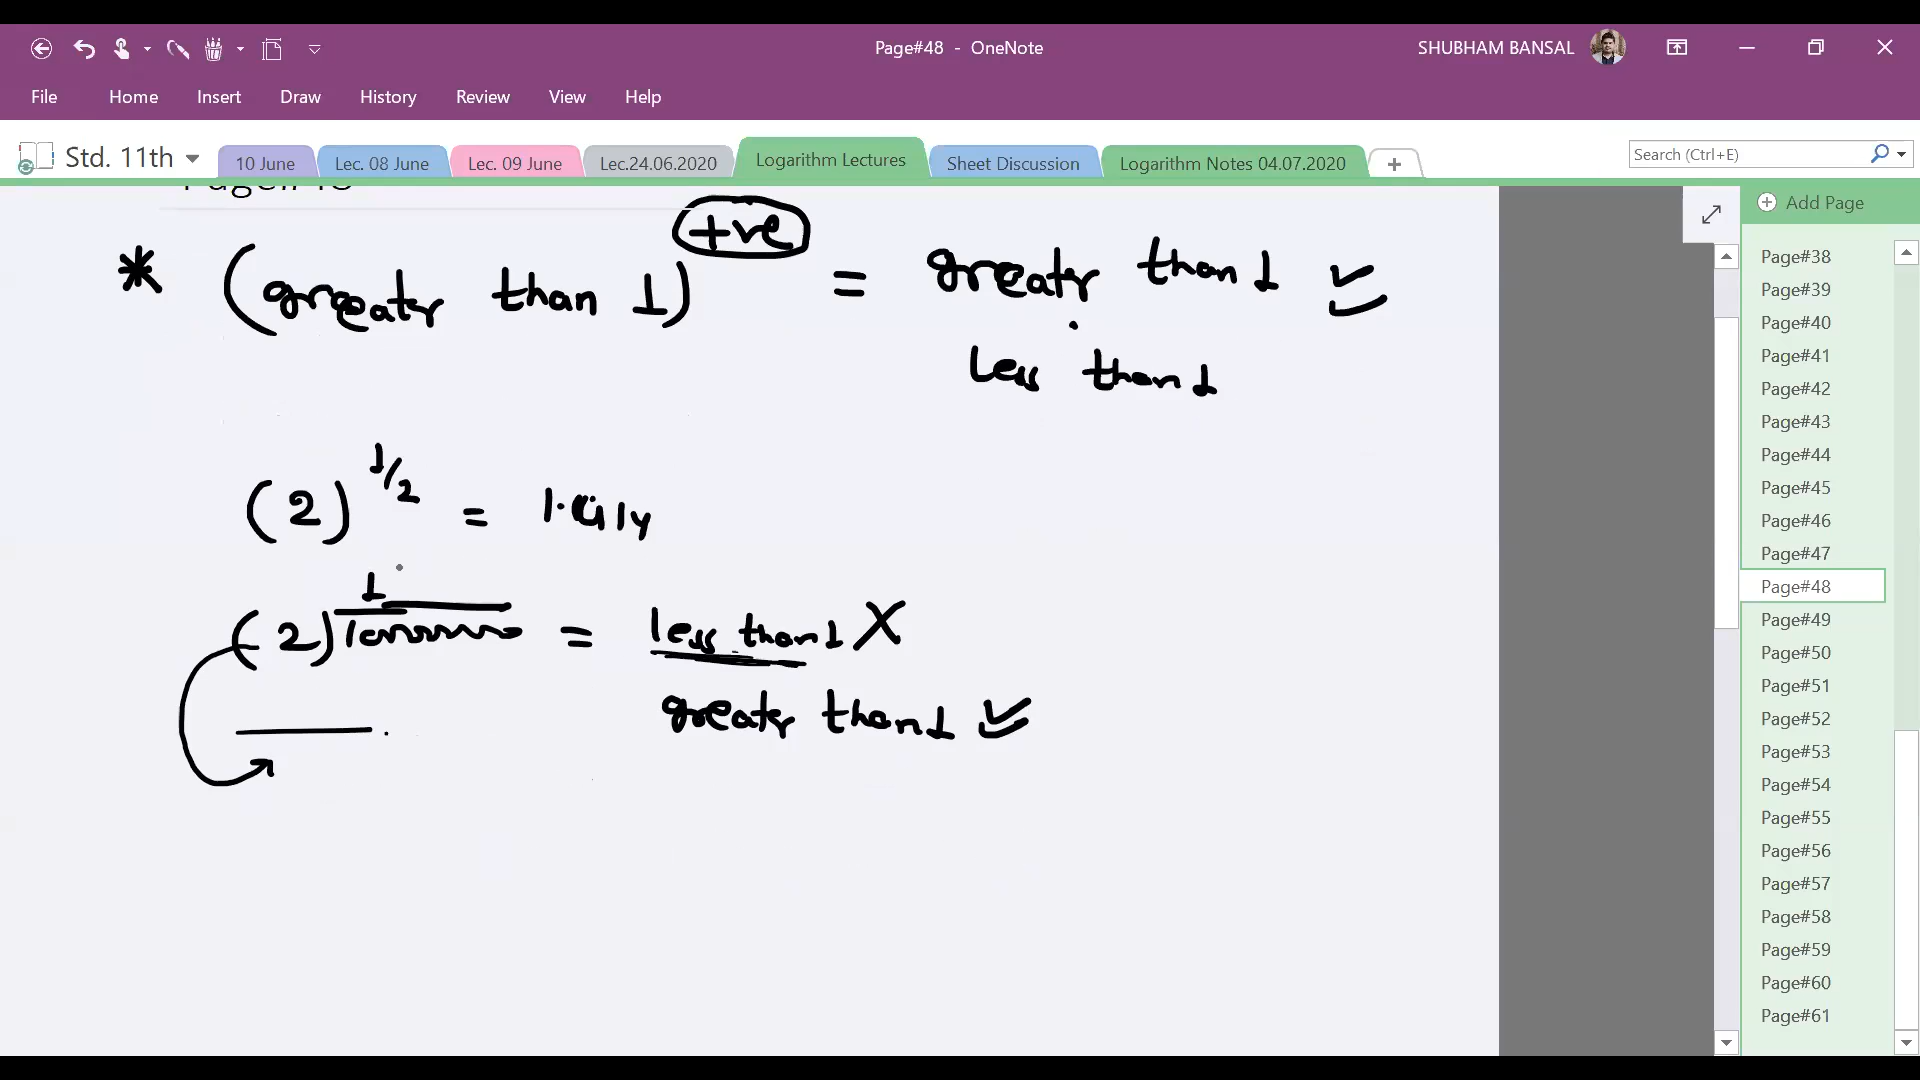 Page#48 - OneNote
SHUBHAM BANSAL
File Home Insert Draw History Review View Help
Std. 11th
10 June
Lec. 08 June
Lec. 09 June
Lec.24.06.2020
Logarithm Lectures
Sheet Discussion
Logarithm Notes 04.07.2020
Search (Ctrl+E)
* (greater than 1)^+ve = greater than 1
less than 1
(2)^1/2 = 1.414
(2)^1/1000 = less than 1 X
greater than 1
Add Page
Page#38
Page#39
Page#40
Page#41
Page#42
Page#43
Page#44
Page#45
Page#46
Page#47
Page#48
Page#49
Page#50
Page#51
Page#52
Page#53
Page#54
Page#55
Page#56
Page#57
Page#58
Page#59
Page#60
Page#61